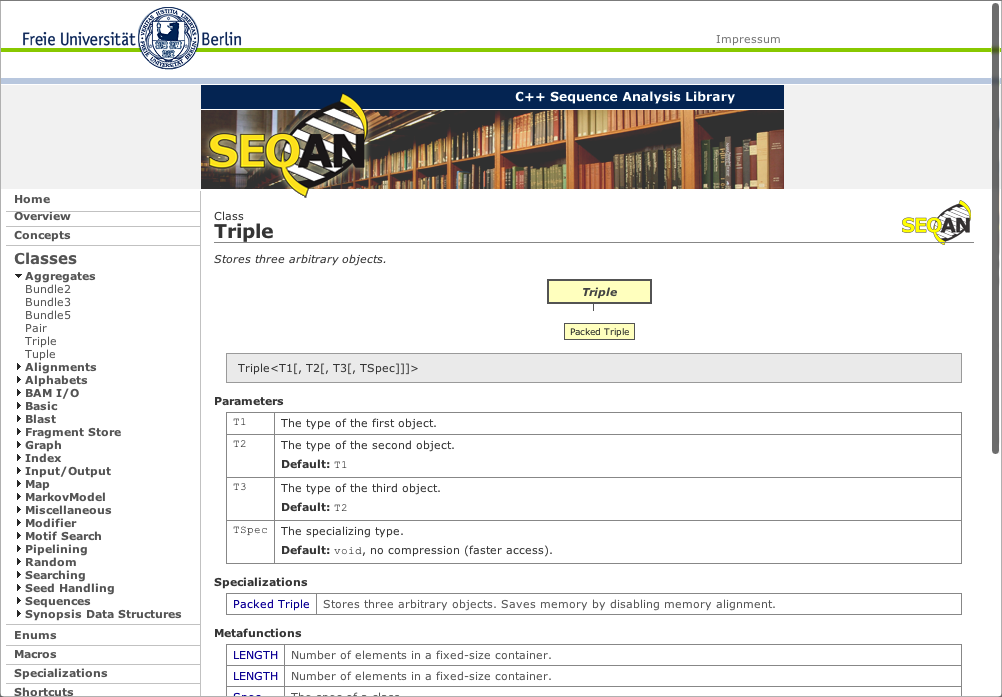 Freie Universität Berlin
Impressum
C++ Sequence Analysis Library
SEQAN
Home
Overview
Concepts
Classes
Aggregates
Bundle2
Bundle3
Bundle5
Pair
Triple
Tuple
Alignments
Alphabets
BAM I/O
Basic
Blast
Fragment Store
Graph
Index
Input/Output
Map
MarkovModel
Miscellaneous
Modifier
Motif Search
Pipelining
Random
Searching
Seed Handling
Sequences
Synopsis Data Structures
Enums
Macros
Specializations
Shortcuts
Class
Triple
SEQAN
Stores three arbitrary objects.
Triple
Packed Triple
Triple<T1[, T2[, T3[, TSpec]]]>
Parameters
T1 The type of the first object.
T2 The type of the second object.
Default: T1
T3 The type of the third object.
Default: T2
TSpec The specializing type.
Default: void, no compression (faster access).
Specializations
Packed Triple Stores three arbitrary objects. Saves memory by disabling memory alignment.
Metafunctions
LENGTH Number of elements in a fixed-size container.
LENGTH Number of elements in a fixed-size container.
Spec The spec of a class.